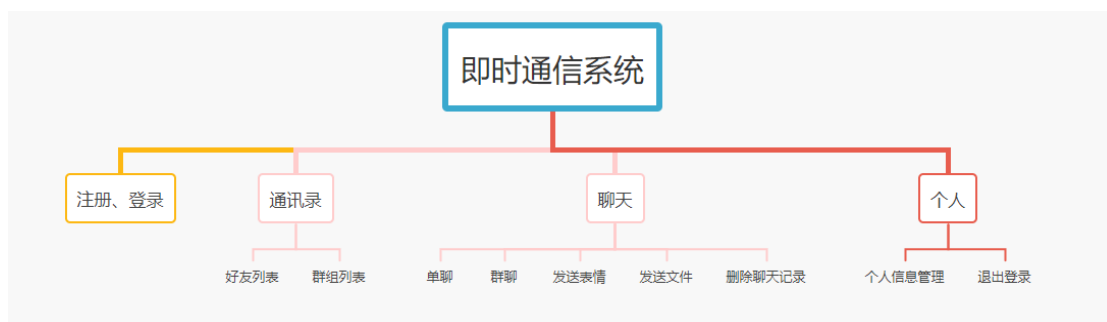 即时通信系统
注册、登录
通讯录
聊天
个人
好友列表
群组列表
单聊
群聊
发送表情
发送文件
删除聊天记录
个人信息管理
退出登录